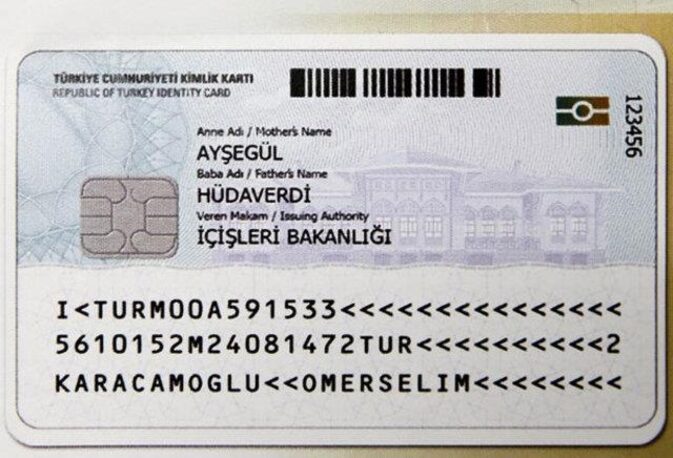 TÜRKİYE CUMHURİYETİ KİMLİK KARTI
REPUBLIC OF TURKEY IDENTITY CARD
123456
Anne Adı / Mother's Name
AYŞEGÜL
Baba Adı / Father's Name
HÜDAVERDİ
Veren Makam / Issuing Authority
İÇİŞLERİ BAKANLIĞI
I<TURM00A591533<<<<<<<<<<<<<<<
5610152M24081472TUR<<<<<<<<<<2
KARACAMOGLU<<OMERSELIM<<<<<<<<